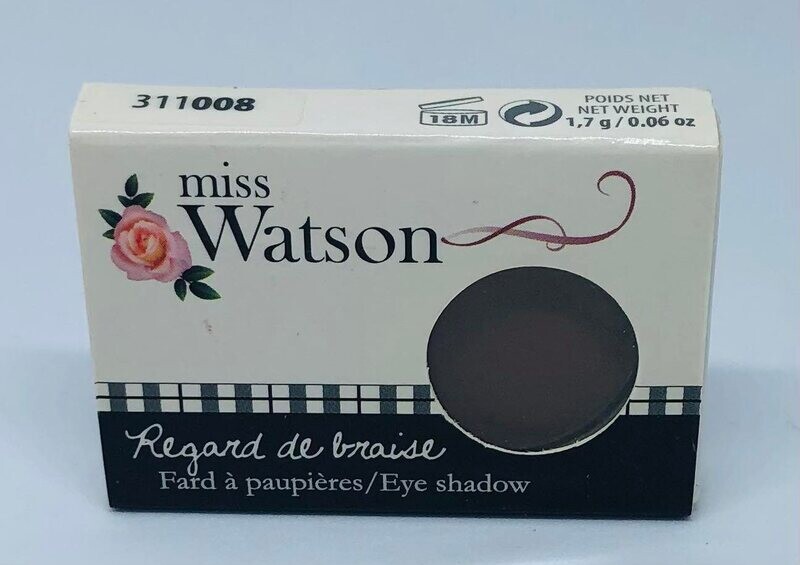 311008
18M
POIDS NET
NET WEIGHT
1,7 g / 0.06 oz
miss
Watson
Regard de braise
Fard à paupières/Eye shadow